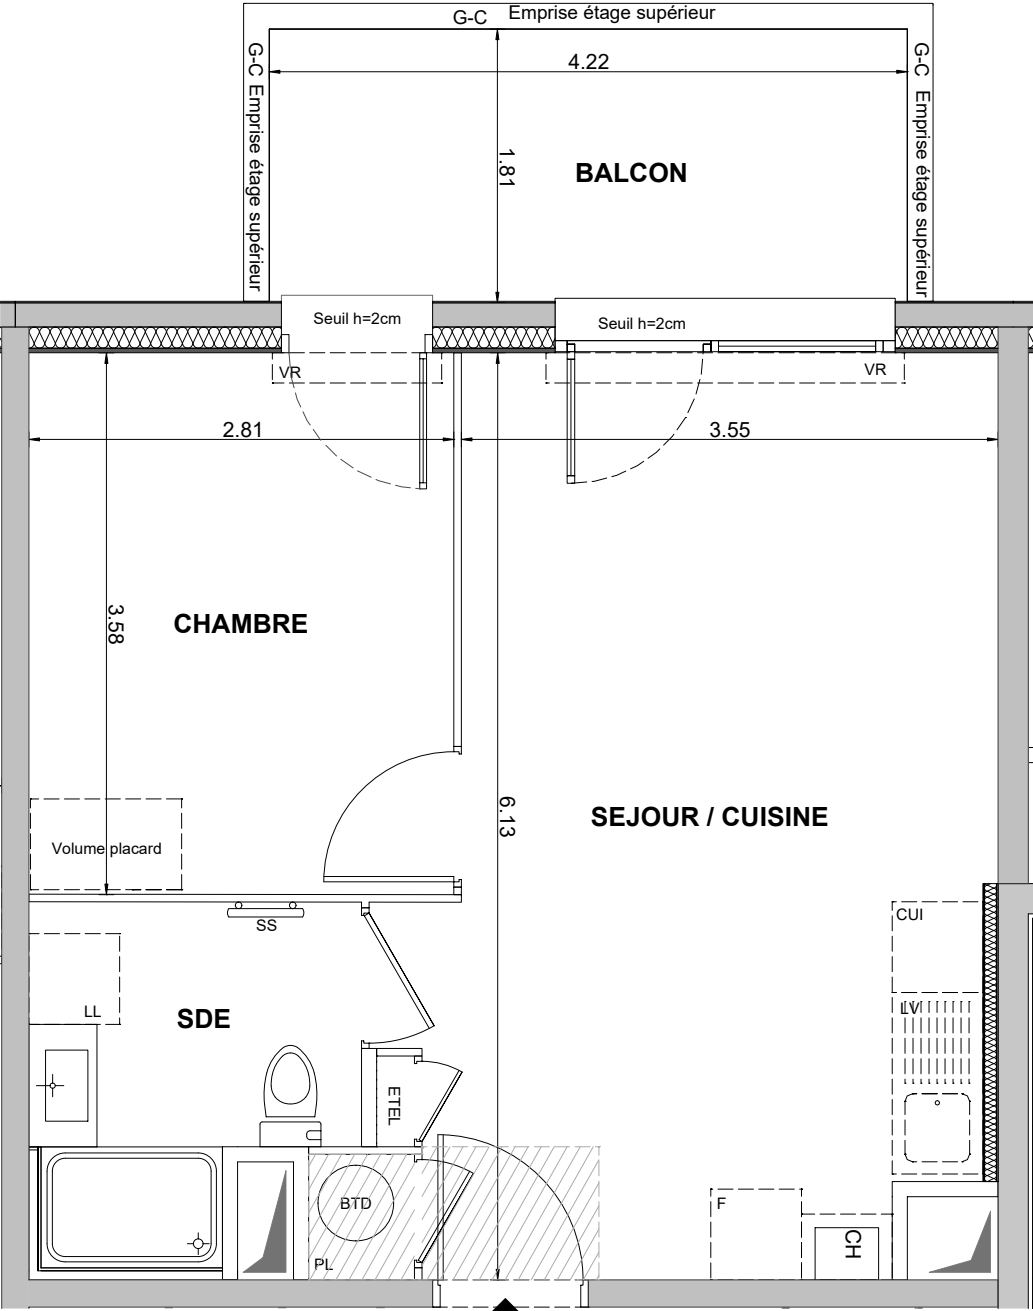 G-C Emprise étage supérieur
G-C Emprise étage supérieur
G-C Emprise étage supérieur
4.22
1.81
BALCON
Seuil h=2cm
Seuil h=2cm
VR
VR
2.81
3.55
3.58
CHAMBRE
6.13
SEJOUR / CUISINE
Volume placard
SS
CUI
LL
SDE
LV
ETEL
BTD
F
PL
CH